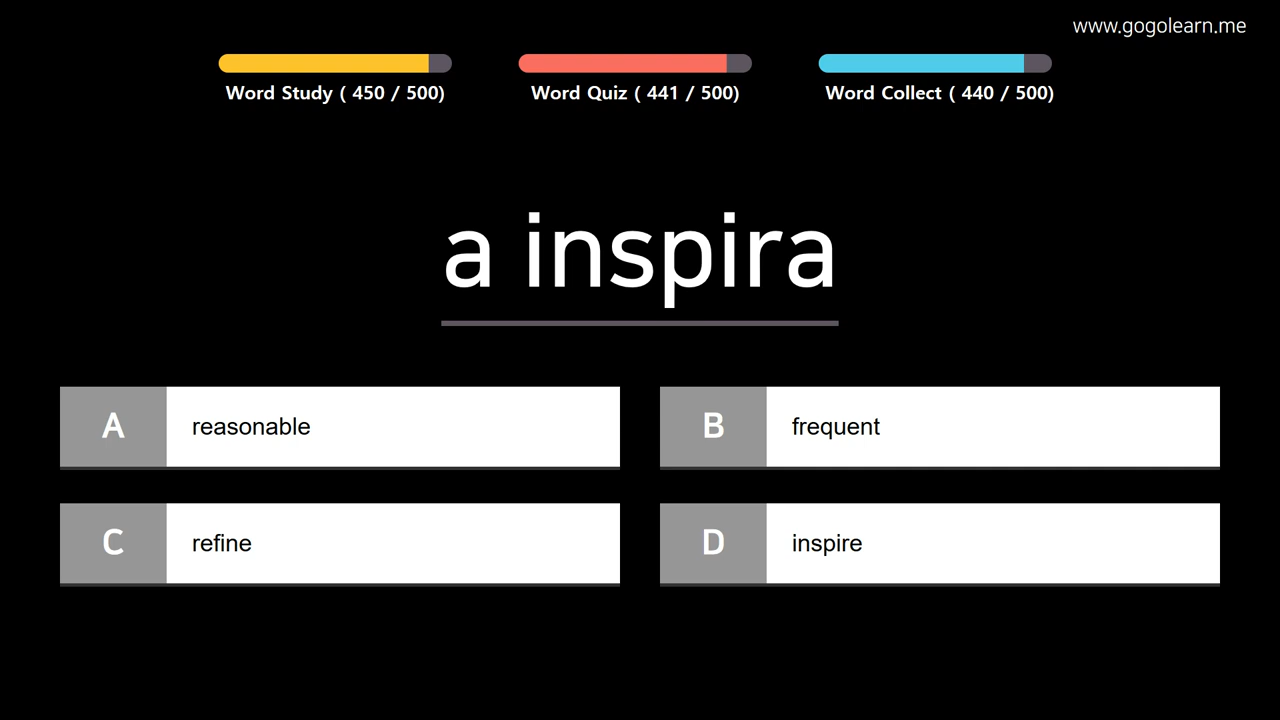 www.gogolearn.me
Word Study ( 450 / 500)
Word Quiz ( 441 / 500)
Word Collect ( 440 / 500)
a inspira
A reasonable
B frequent
C refine
D inspire